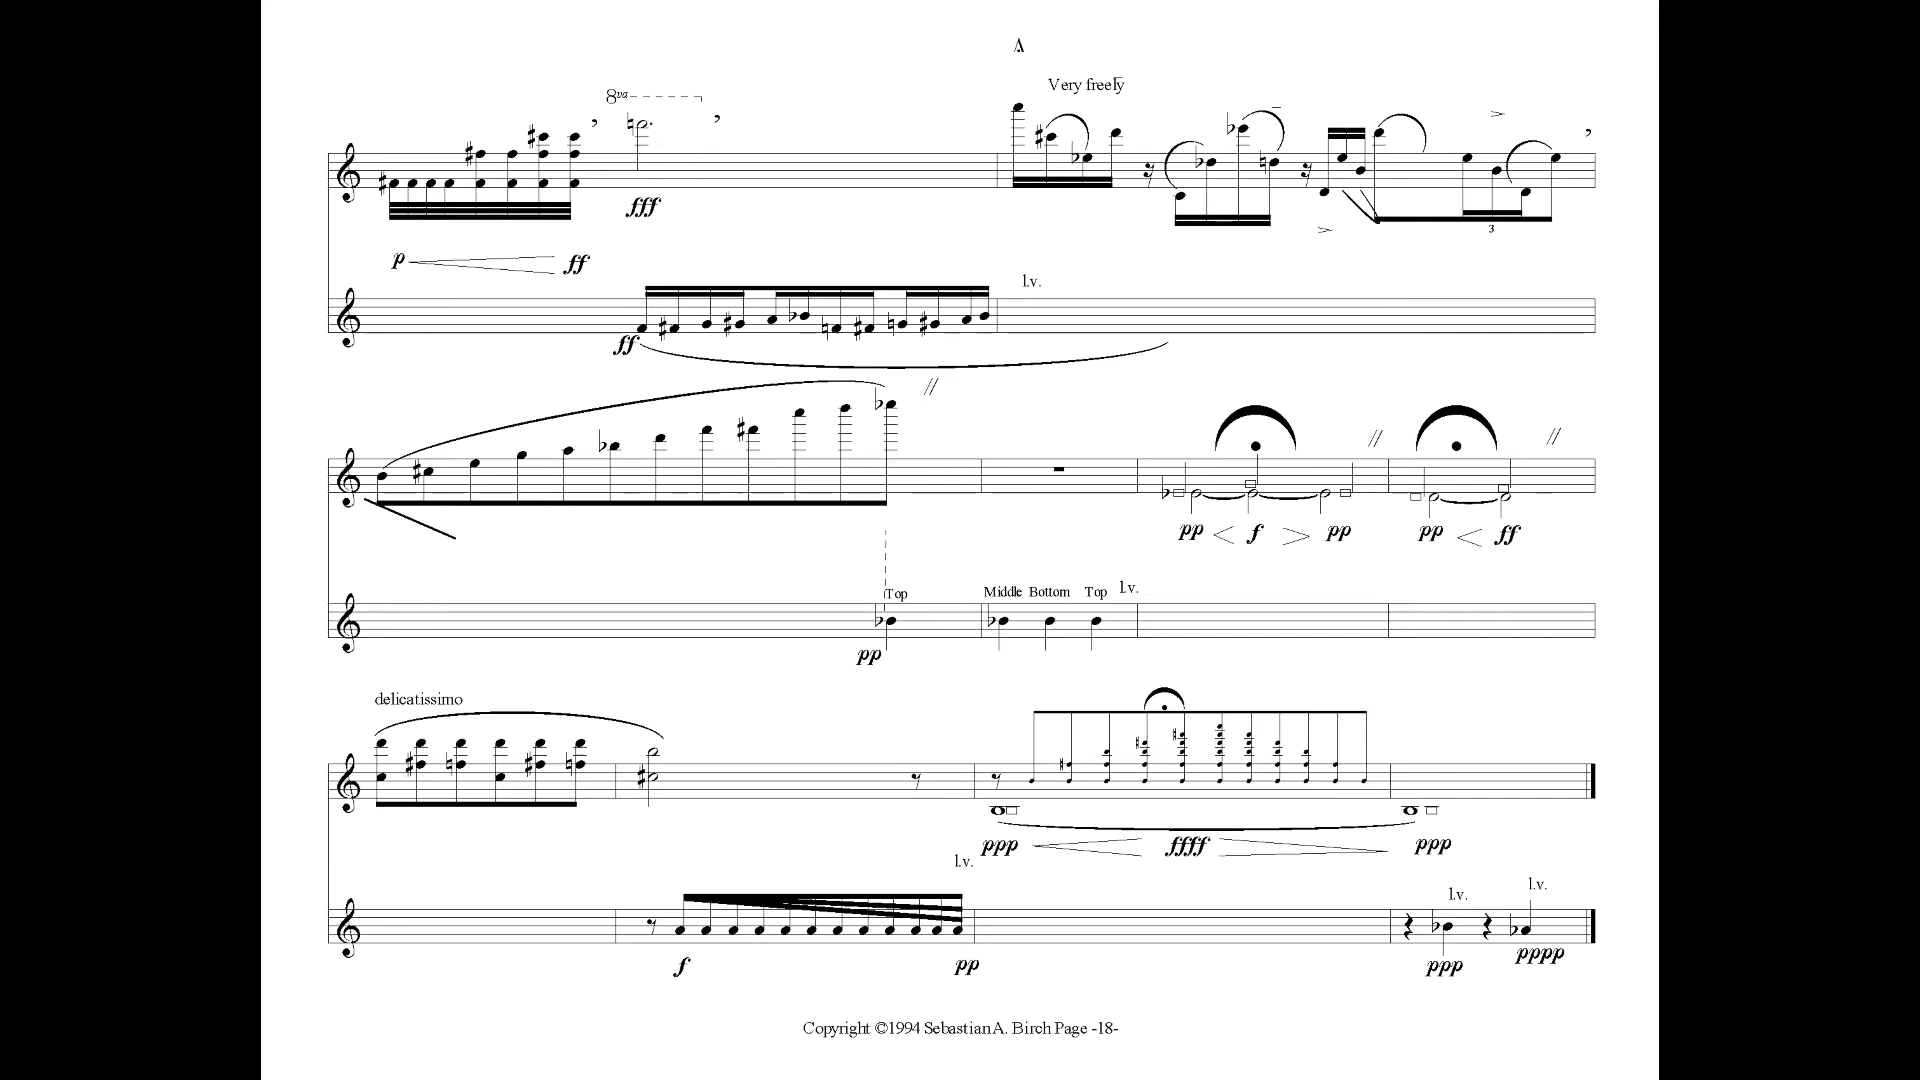 Very freely
8va
fff
3
p
ff
l.v.
ff
pp
f
pp
pp
ff
Top
Middle
Bottom
Top
l.v.
pp
delicatissimo
ppp
ffff
ppp
l.v.
l.v.
l.v.
f
pp
ppp
pppp
Copyright ©1994 Sebastian A. Birch Page -18-